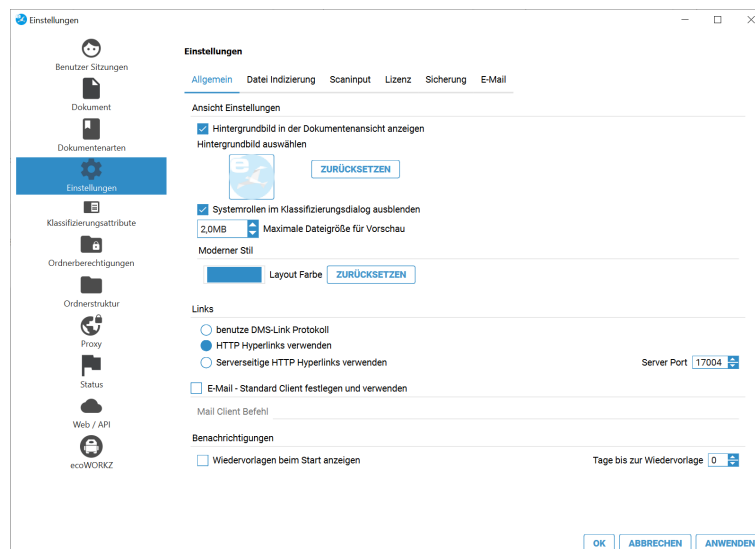 Einstellungen
Benutzer Sitzungen
Dokument
Dokumentenarten
Einstellungen
Klassifizierungsattribute
Ordnerberechtigungen
Ordnerstruktur
Proxy
Status
Web / API
ecoWORKZ
Einstellungen
Allgemein Datei Indizierung Scaninput Lizenz Sicherung E-Mail
Ansicht Einstellungen
Hintergrundbild in der Dokumentenansicht anzeigen
Hintergrundbild auswählen
e
ZURÜCKSETZEN
Systemrollen im Klassifizierungsdialog ausblenden
2,0MB Maximale Dateigröße für Vorschau
Moderner Stil
Layout Farbe ZURÜCKSETZEN
Links
benutze DMS-Link Protokoll
HTTP Hyperlinks verwenden
Serverseitige HTTP Hyperlinks verwenden Server Port 17004
E-Mail - Standard Client festlegen und verwenden
Mail Client Befehl
Benachrichtigungen
Wiedervorlagen beim Start anzeigen Tage bis zur Wiedervorlage 0
OK ABBRECHEN ANWENDEN